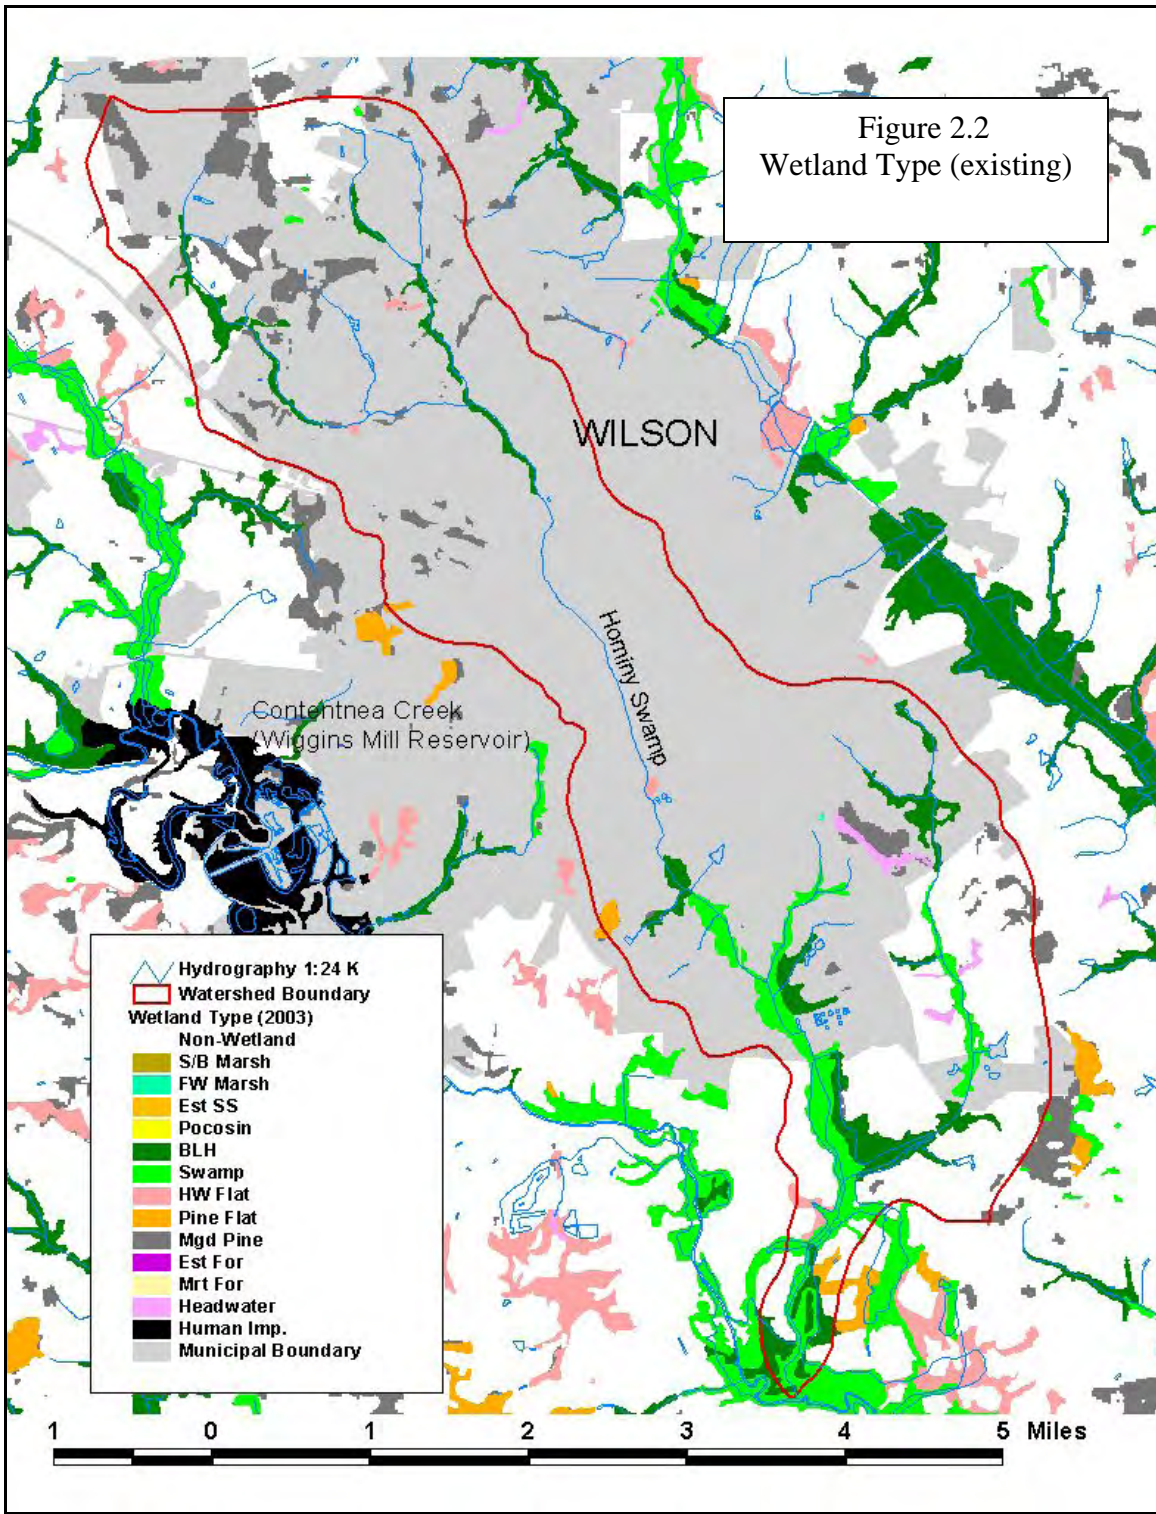 Figure 2.2
Wetland Type (existing)
WILSON
Hominy Swamp
Contentnea Creek
(Wiggins Mill Reservoir)
Hydrography 1:24 K
Watershed Boundary
Wetland Type (2003)
Non-Wetland
S/B Marsh
FW Marsh
Est SS
Pocosin
BLH
Swamp
HW Flat
Pine Flat
Mgd Pine
Est For
Mrt For
Headwater
Human Imp.
Municipal Boundary
1 0 1 2 3 4 5 Miles